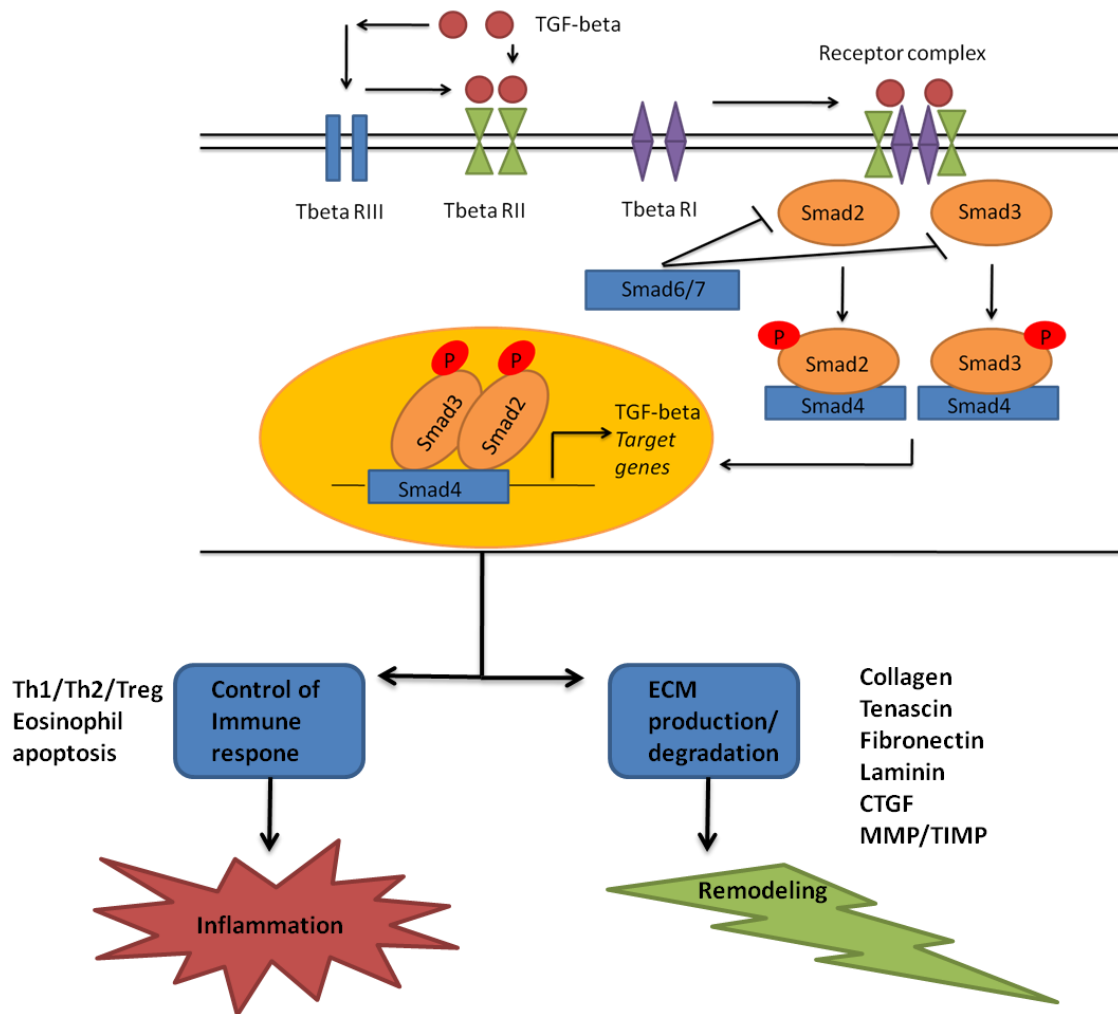 TGF-beta
Receptor complex
Tbeta RIII
Tbeta RII
Tbeta RI
Smad2
Smad3
Smad6/7
P
Smad2
Smad4
P
Smad3
Smad4
P
P
Smad3
Smad2
Smad4
TGF-beta
Target
genes
Th1/Th2/Treg
Eosinophil
apoptosis
Control of
Immune
respone
ECM
production/
degradation
Collagen
Tenascin
Fibronectin
Laminin
CTGF
MMP/TIMP
Inflammation
Remodeling